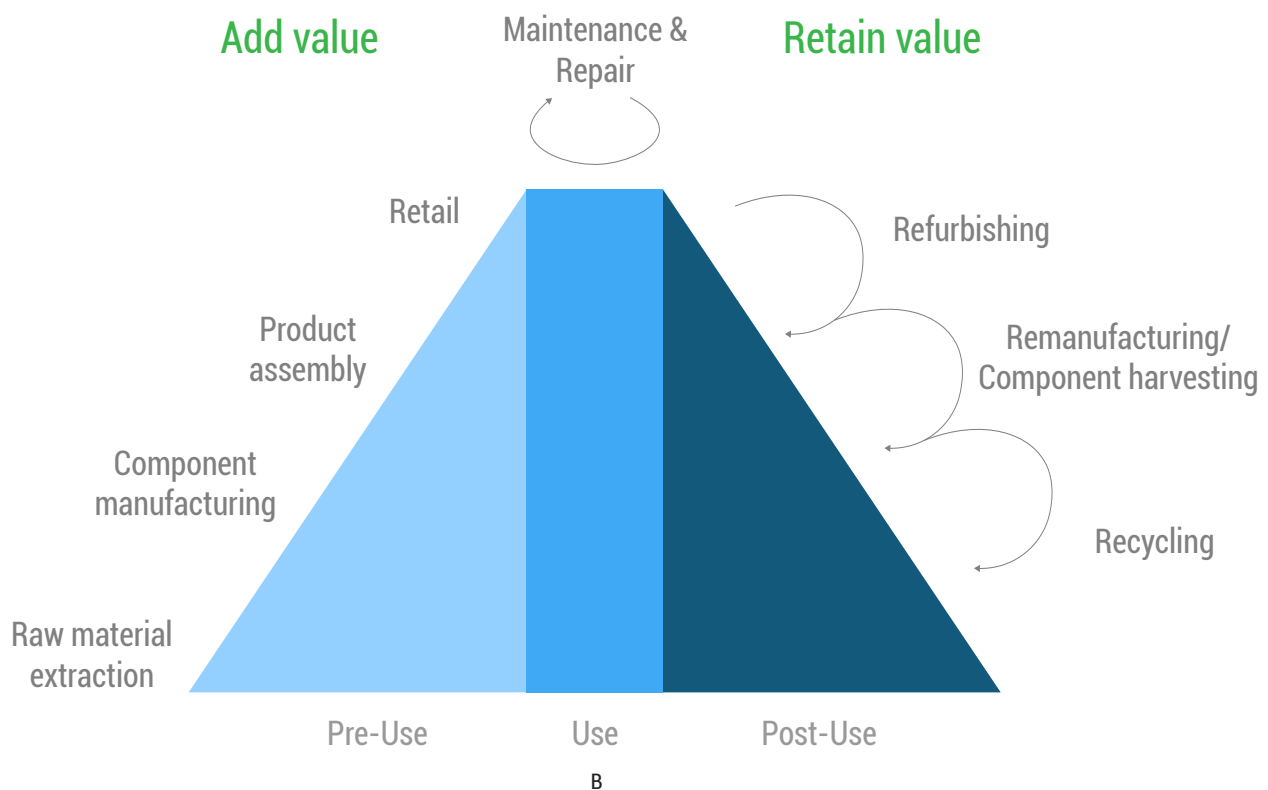 Add value
Maintenance &
Repair
Retain value
Retail
Refurbishing
Product
assembly
Remanufacturing/
Component harvesting
Component
manufacturing
Recycling
Raw material
extraction
Pre-Use
Use
Post-Use
B